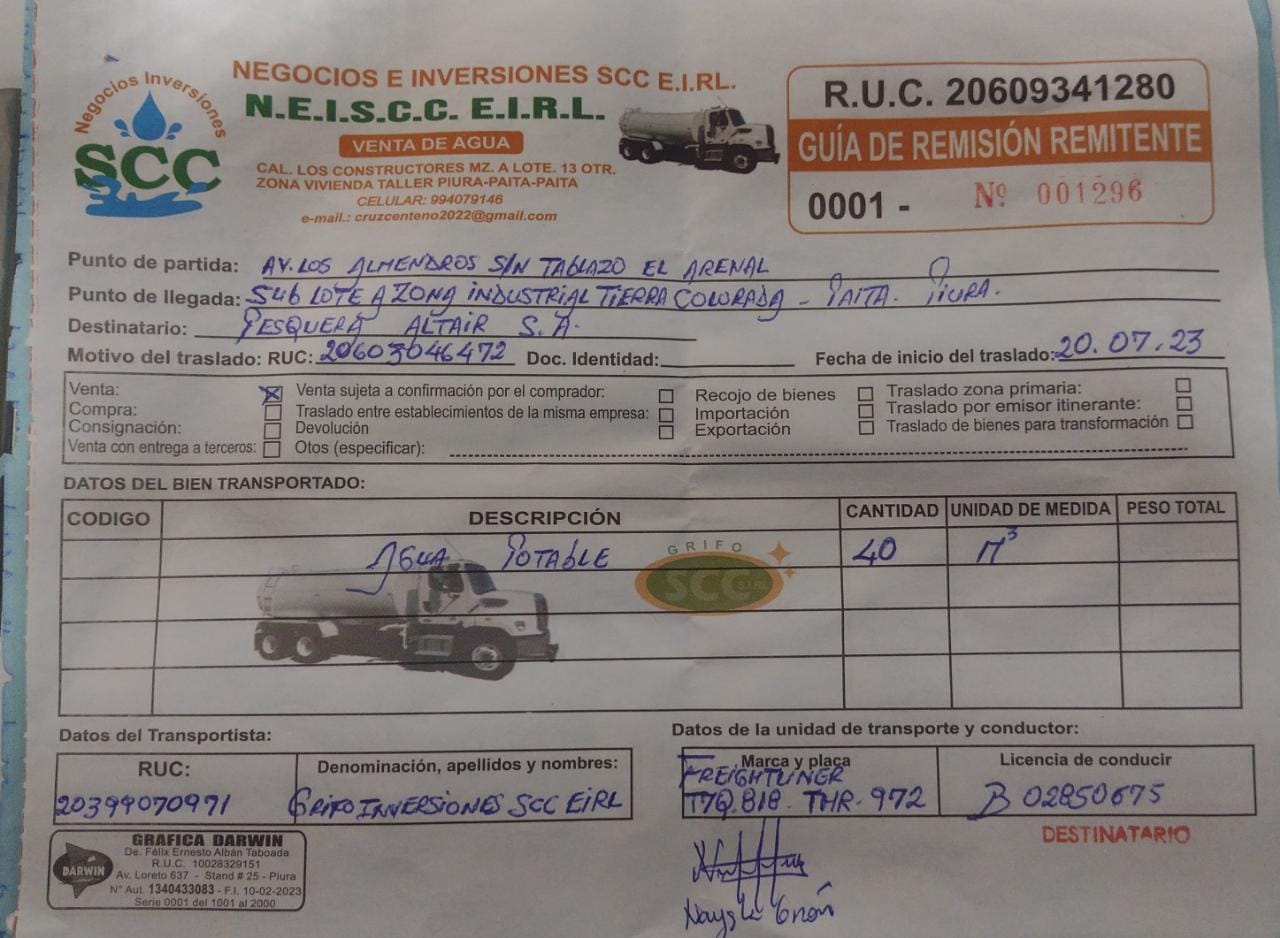 Negocios Inversiones
SCC
NEGOCIOS E INVERSIONES SCC E.I.RL.
N.E.I.S.C.C. E.I.R.L.
VENTA DE AGUA
CAL. LOS CONSTRUCTORES MZ. A LOTE. 13 OTR.
ZONA VIVIENDA TALLER PIURA-PAITA-PAITA
CELULAR: 994079146
e-mail.: cruzcenteno2022@gmail.com
R.U.C. 20609341280
GUÍA DE REMISIÓN REMITENTE
0001 - Nº 001296
Punto de partida: AV. LOS ALMENDROS S/N TABLAZO EL ARENAL
Punto de llegada: SUB LOTE A ZONA INDUSTRIAL TIERRA COLORADA - PAITA. PIURA.
Destinatario: PESQUERA ALTAIR S.A.
Motivo del traslado: RUC: 20603046472 Doc. Identidad: Fecha de inicio del traslado: 20.07.23
Venta: X Venta sujeta a confirmación por el comprador: Recojo de bienes Traslado zona primaria:
Compra: Traslado entre establecimientos de la misma empresa: Importación Traslado por emisor itinerante:
Consignación: Devolución Exportación Traslado de bienes para transformación
Venta con entrega a terceros: Otos (especificar):
DATOS DEL BIEN TRANSPORTADO:
CODIGO DESCRIPCIÓN CANTIDAD UNIDAD DE MEDIDA PESO TOTAL
AGUA POTABLE 40 M³
GRIFO
SCC E.I.RL
Datos del Transportista:
RUC: Denominación, apellidos y nombres:
20399070971 GRIFO INVERSIONES SCC EIRL
Datos de la unidad de transporte y conductor:
Marca y placa Licencia de conducir
FREIGHTLINER
T7Q.818. THR-972 B 02850675
DESTINATARIO
DARWIN
GRAFICA DARWIN
De. Félix Ernesto Albán Taboada
R.U.C. 10028329151
Av. Loreto 637 - Stand # 25 - Piura
N° Aut. 1340433083 - F.I. 10-02-2023
Serie 0001 del 1001 al 2000